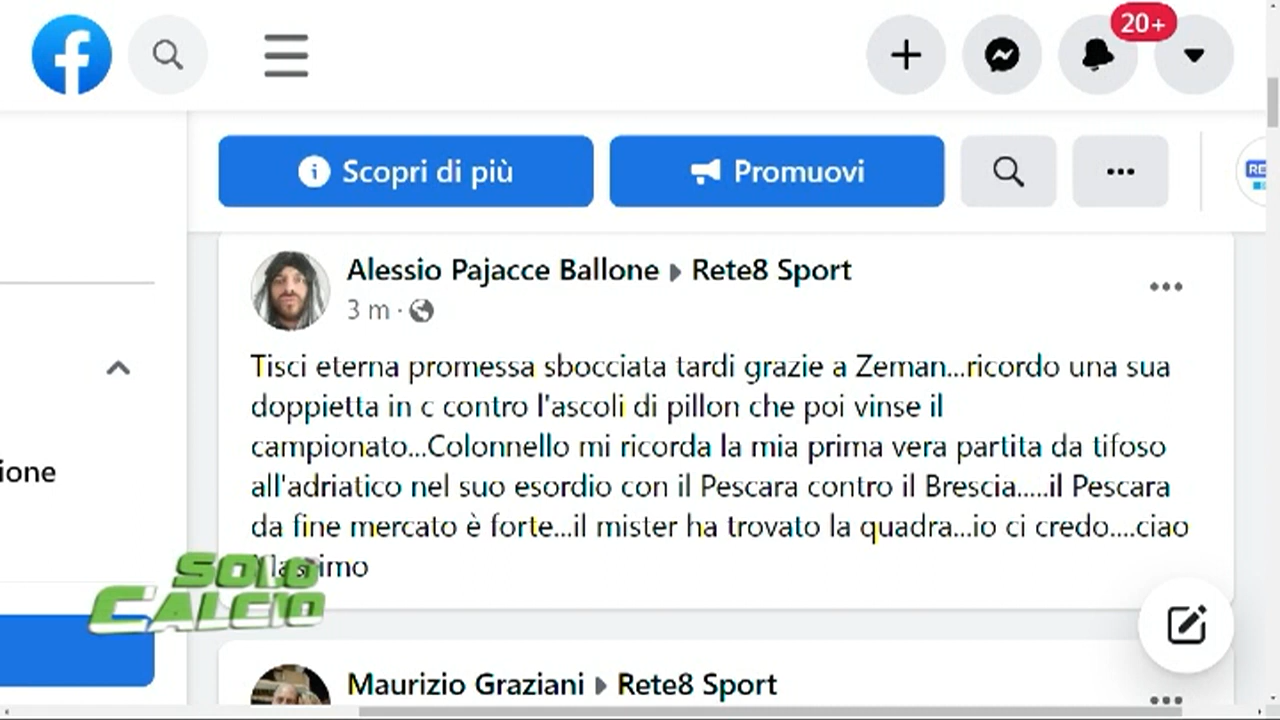 20+
Scopri di più
Promuovi
Alessio Pajacce Ballone Rete8 Sport
3 m ·
Tisci eterna promessa sbocciata tardi grazie a Zeman...ricordo una sua
doppietta in c contro l'ascoli di pillon che poi vinse il
campionato...Colonnello mi ricorda la mia prima vera partita da tifoso
all'adriatico nel suo esordio con il Pescara contro il Brescia.....il Pescara
ione
da fine mercato è forte...il mister ha trovato la quadra...io ci credo....ciao
SOLO
CALCIO
Maurizio Graziani Rete8 Sport